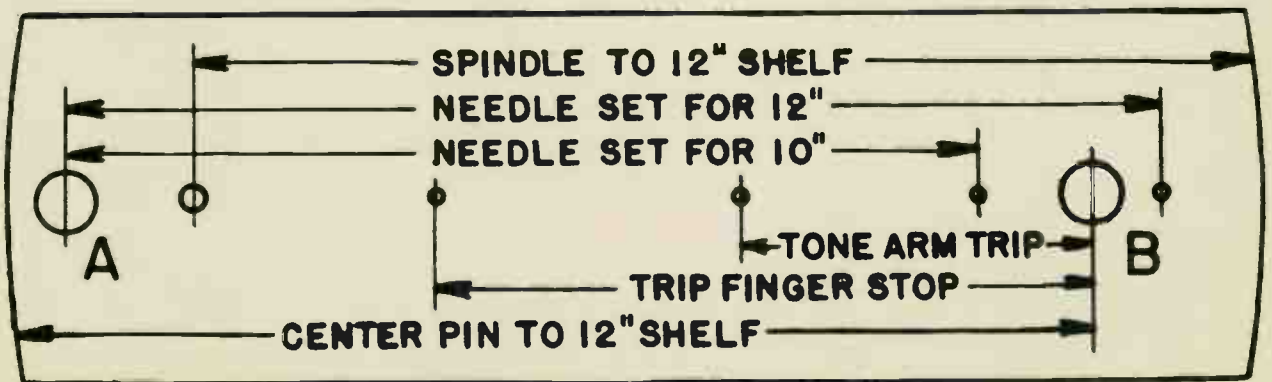 SPINDLE TO 12" SHELF
NEEDLE SET FOR 12"
NEEDLE SET FOR 10"
A
B
TONE ARM TRIP
TRIP FINGER STOP
CENTER PIN TO 12" SHELF